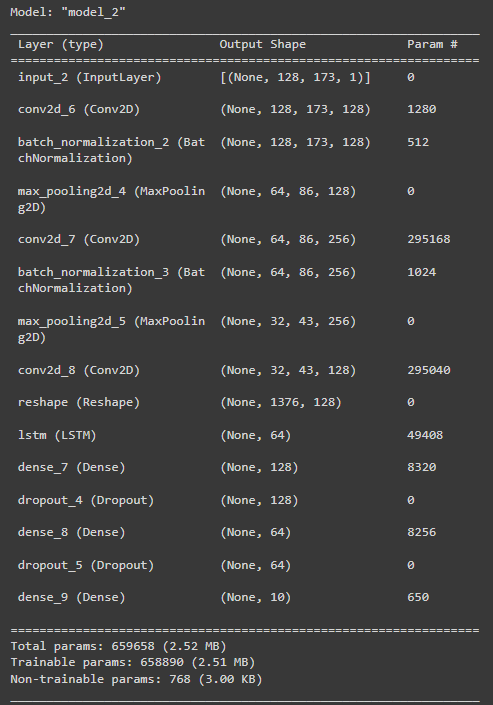 Model: "model_2"
_________________________________________________________________
Layer (type) Output Shape Param #
=================================================================
input_2 (InputLayer) [(None, 128, 173, 1)] 0
conv2d_6 (Conv2D) (None, 128, 173, 128) 1280
batch_normalization_2 (Bat (None, 128, 173, 128) 512
chNormalization)
max_pooling2d_4 (MaxPoolin (None, 64, 86, 128) 0
g2D)
conv2d_7 (Conv2D) (None, 64, 86, 256) 295168
batch_normalization_3 (Bat (None, 64, 86, 256) 1024
chNormalization)
max_pooling2d_5 (MaxPoolin (None, 32, 43, 256) 0
g2D)
conv2d_8 (Conv2D) (None, 32, 43, 128) 295040
reshape (Reshape) (None, 1376, 128) 0
lstm (LSTM) (None, 64) 49408
dense_7 (Dense) (None, 128) 8320
dropout_4 (Dropout) (None, 128) 0
dense_8 (Dense) (None, 64) 8256
dropout_5 (Dropout) (None, 64) 0
dense_9 (Dense) (None, 10) 650
=================================================================
Total params: 659658 (2.52 MB)
Trainable params: 658890 (2.51 MB)
Non-trainable params: 768 (3.00 KB)
_________________________________________________________________